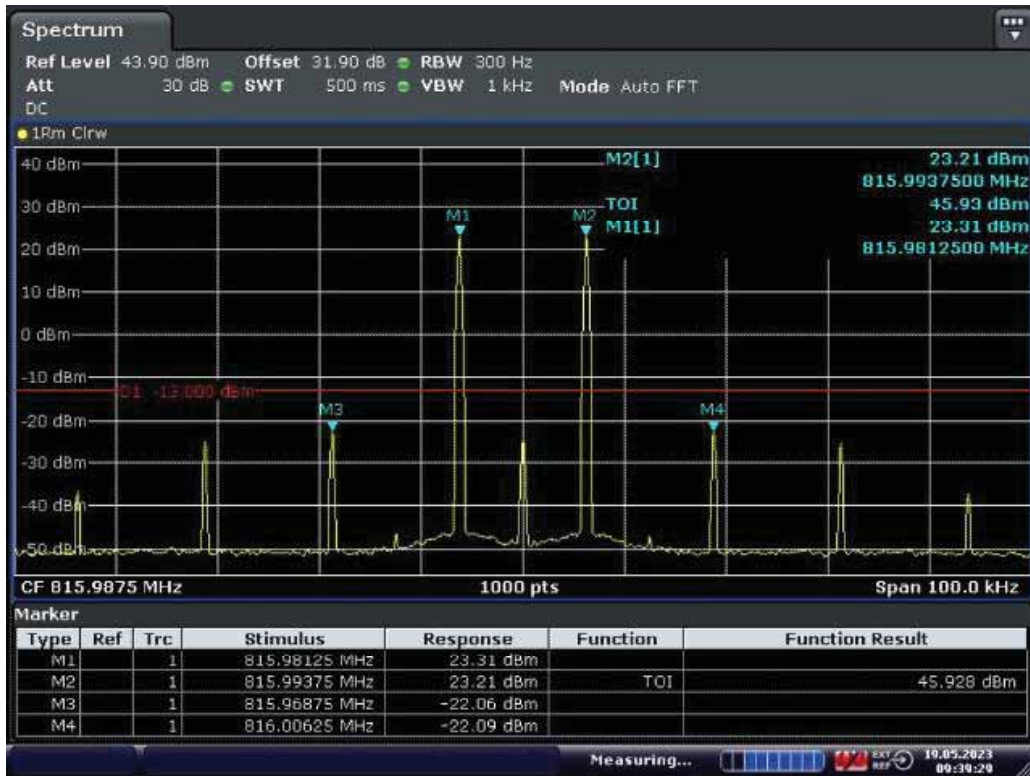 Spectrum
Ref Level 43.90 dBm Offset 31.90 dB RBW 300 Hz
Att 30 dB SWT 500 ms VBW 1 kHz Mode Auto FFT
DC
1Rm Clrw
40 dBm
M2[1] 23.21 dBm
815.9937500 MHz
30 dBm
TOI 45.93 dBm
M1 M2
M1[1] 23.31 dBm
20 dBm
815.9812500 MHz
10 dBm
0 dBm
-10 dBm
D1 -13.000 dBm
M3 M4
-20 dBm
-30 dBm
-40 dBm
-50 dBm
CF 815.9875 MHz 1000 pts Span 100.0 kHz
Marker
Type Ref Trc Stimulus Response Function Function Result
M1 1 815.98125 MHz 23.31 dBm
M2 1 815.99375 MHz 23.21 dBm TOI 45.928 dBm
M3 1 815.96875 MHz -22.06 dBm
M4 1 816.00625 MHz -22.09 dBm
Measuring... EXT REF 19.05.2023
09:39:29